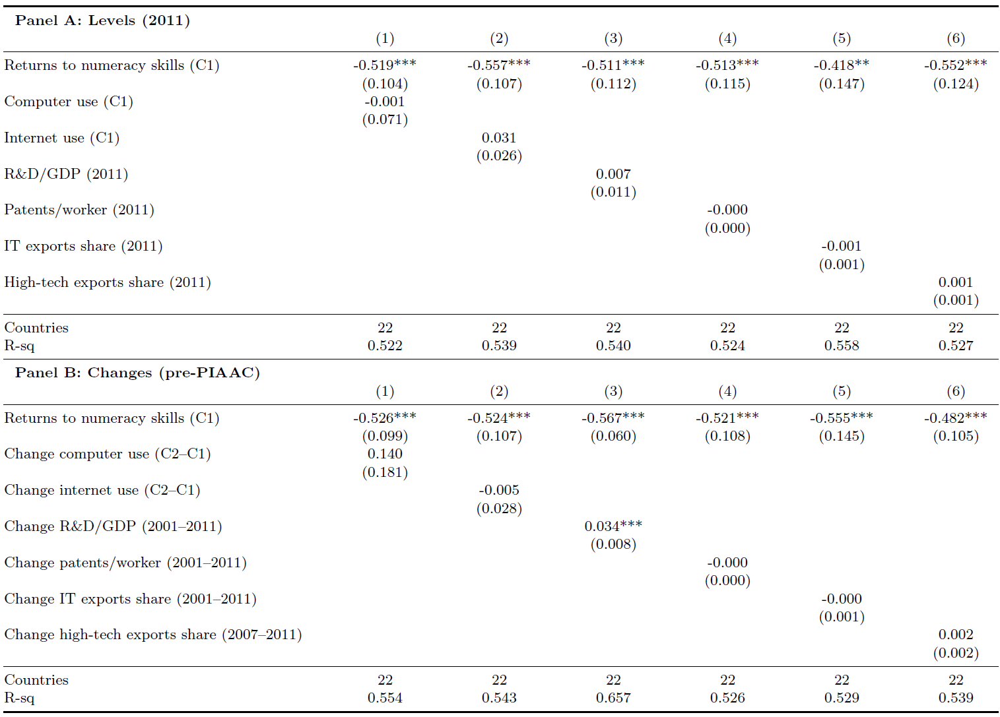 Panel A: Levels (2011)
(1) (2) (3) (4) (5) (6)
Returns to numeracy skills (C1) -0.519*** -0.557*** -0.511*** -0.513*** -0.418** -0.552***
(0.104) (0.107) (0.112) (0.115) (0.147) (0.124)
Computer use (C1) -0.001
(0.071)
Internet use (C1) 0.031
(0.026)
R&D/GDP (2011) 0.007
(0.011)
Patents/worker (2011) -0.000
(0.000)
IT exports share (2011) -0.001
(0.001)
High-tech exports share (2011) 0.001
(0.001)
Countries 22 22 22 22 22 22
R-sq 0.522 0.539 0.540 0.524 0.558 0.527
Panel B: Changes (pre-PIAAC)
(1) (2) (3) (4) (5) (6)
Returns to numeracy skills (C1) -0.526*** -0.524*** -0.567*** -0.521*** -0.555*** -0.482***
(0.099) (0.107) (0.060) (0.108) (0.145) (0.105)
Change computer use (C2–C1) 0.140
(0.181)
Change internet use (C2–C1) -0.005
(0.028)
Change R&D/GDP (2001–2011) 0.034***
(0.008)
Change patents/worker (2001–2011) -0.000
(0.000)
Change IT exports share (2001–2011) -0.000
(0.001)
Change high-tech exports share (2007–2011) 0.002
(0.002)
Countries 22 22 22 22 22 22
R-sq 0.554 0.543 0.657 0.526 0.529 0.539